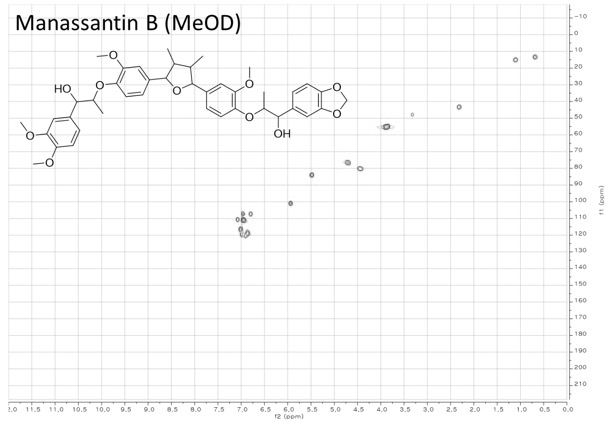 Manassantin B (MeOD)
O
O
HO
O
O
O
O
O
O
O
OH
O
O
-10
0
10
20
30
40
50
60
70
80
90
100
110
120
130
140
150
160
170
180
190
200
210
f1 (ppm)
1,0 11,5 11,0 10,5 10,0 9,5 9,0 8,5 8,0 7,5 7,0 6,5 6,0 5,5 5,0 4,5 4,0 3,5 3,0 2,5 2,0 1,5 1,0 0,5 0,0
f2 (ppm)